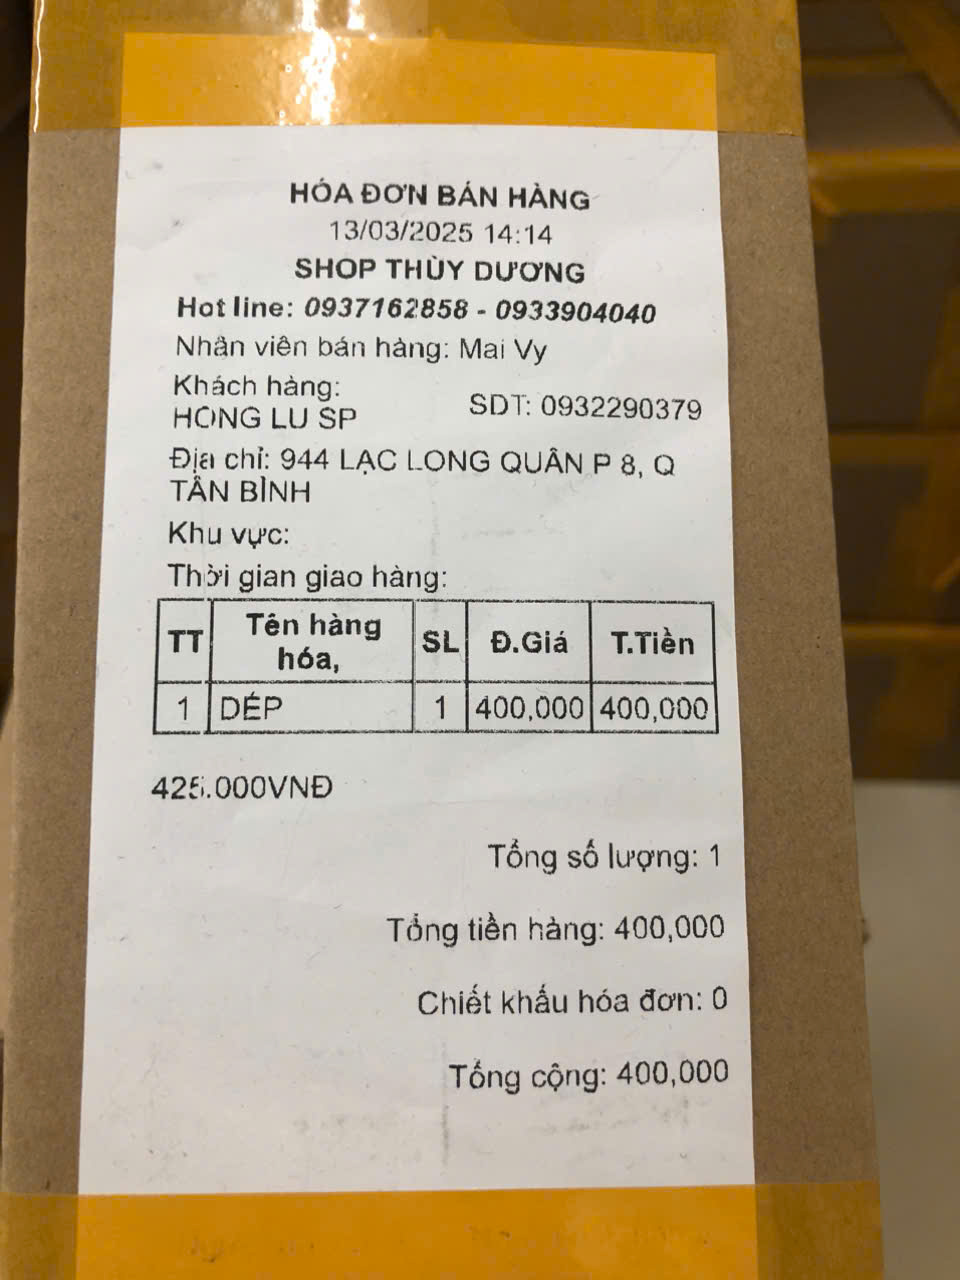 HÓA ĐƠN BÁN HÀNG
13/03/2025 14:14
SHOP THÙY DƯƠNG
Hot line: 0937162858 - 0933904040
Nhân viên bán hàng: Mai Vy
Khách hàng:
HONG LU SP
SDT: 0932290379
Địa chỉ: 944 LẠC LONG QUÂN P 8, Q
TÂN BÌNH
Khu vực:
Thời gian giao hàng:
TT Tên hàng hóa, SL Đ.Giá T.Tiền
1 DÉP 1 400,000 400,000
425.000VNĐ
Tổng số lượng: 1
Tổng tiền hàng: 400,000
Chiết khấu hóa đơn: 0
Tổng cộng: 400,000